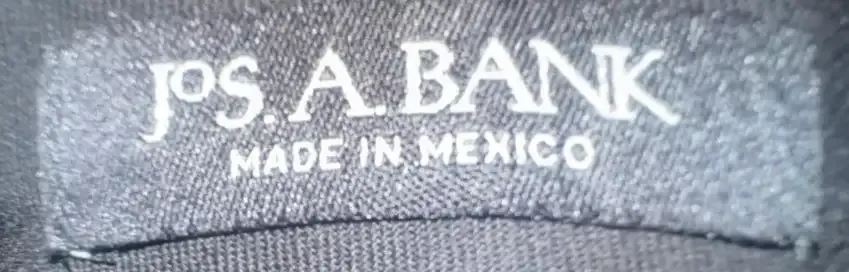 JoS. A. BANK
MADE IN MEXICO